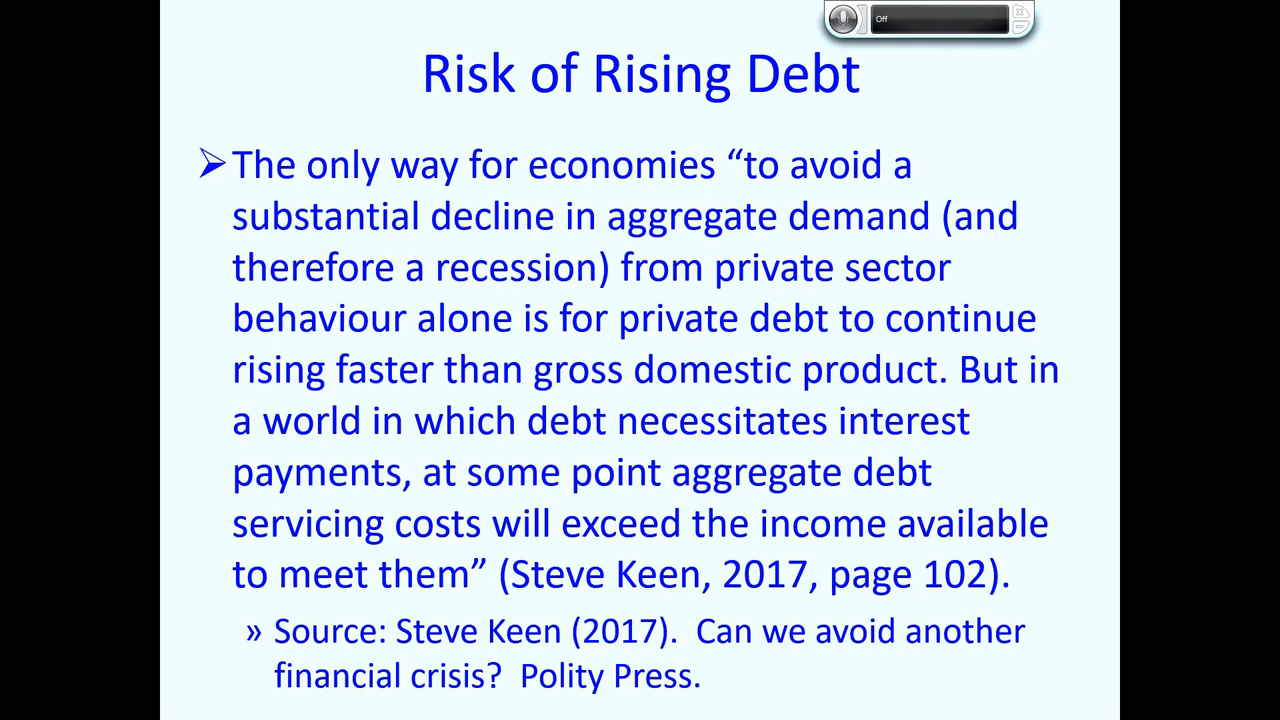 Off
Risk of Rising Debt
➢The only way for economies “to avoid a
substantial decline in aggregate demand (and
therefore a recession) from private sector
behaviour alone is for private debt to continue
rising faster than gross domestic product. But in
a world in which debt necessitates interest
payments, at some point aggregate debt
servicing costs will exceed the income available
to meet them” (Steve Keen, 2017, page 102).
» Source: Steve Keen (2017).  Can we avoid another
financial crisis?  Polity Press.